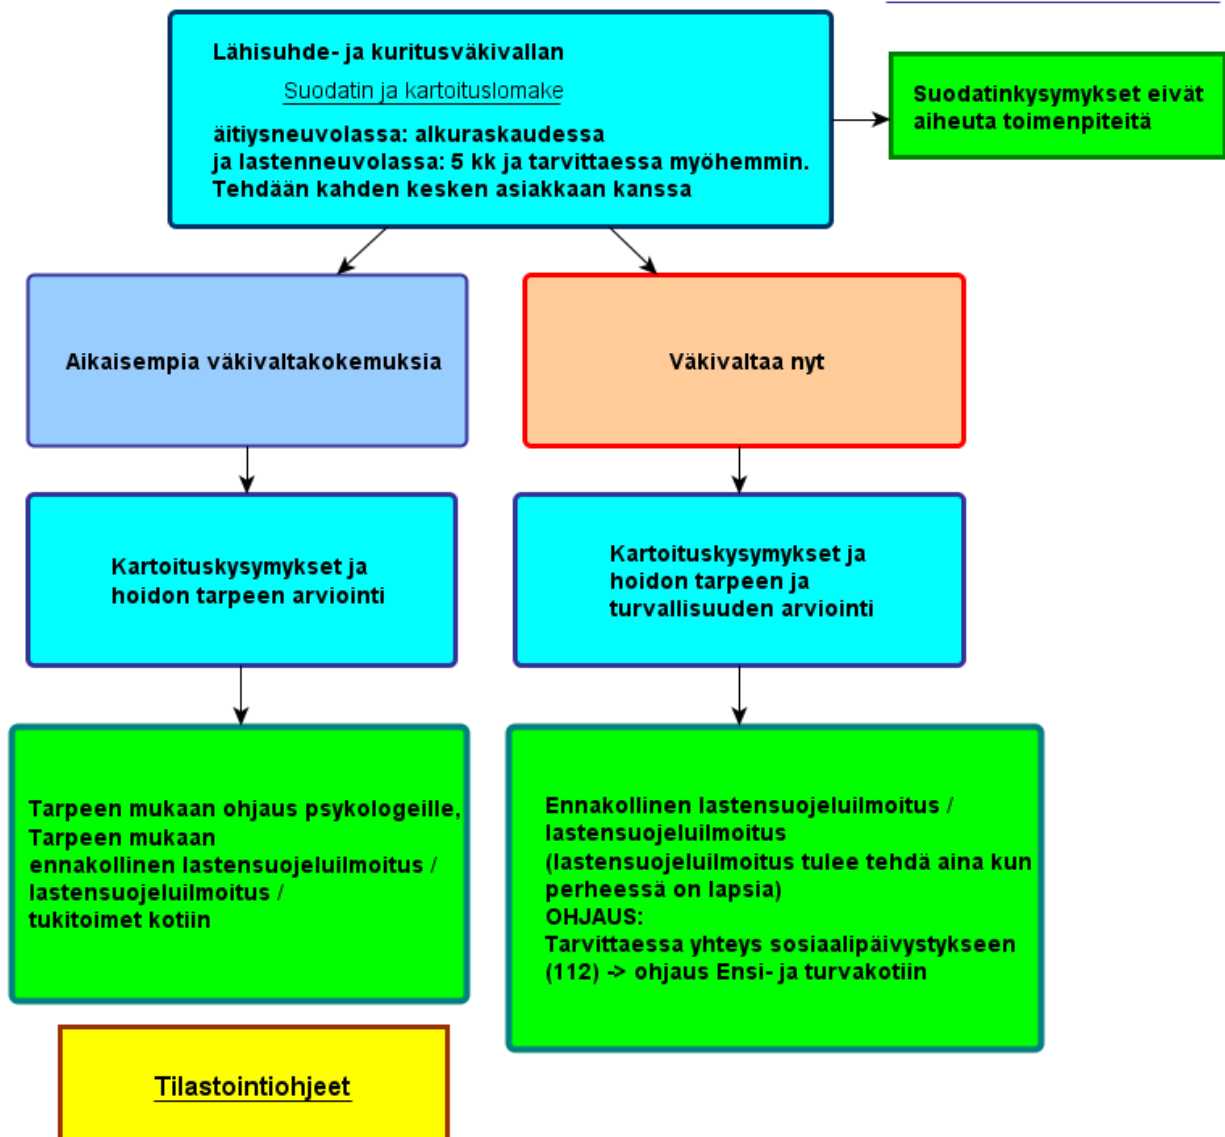 Lähisuhde- ja kuritusväkivallan
Suodatin ja kartoituslomake
äitiysneuvolassa: alkuraskaudessa
ja lastenneuvolassa: 5 kk ja tarvittaessa myöhemmin.
Tehdään kahden kesken asiakkaan kanssa
Suodatinkysymykset eivät
aiheuta toimenpiteitä
Aikaisempia väkivaltakokemuksia
Väkivaltaa nyt
Kartoituskysymykset ja
hoidon tarpeen arviointi
Kartoituskysymykset ja
hoidon tarpeen ja
turvallisuuden arviointi
Tarpeen mukaan ohjaus psykologeille,
Tarpeen mukaan
ennakollinen lastensuojeluilmoitus /
lastensuojeluilmoitus /
tukitoimet kotiin
Ennakollinen lastensuojeluilmoitus /
lastensuojeluilmoitus
(lastensuojeluilmoitus tulee tehdä aina kun
perheessä on lapsia)
OHJAUS:
Tarvittaessa yhteys sosiaalipäivystykseen
(112) -> ohjaus Ensi- ja turvakotiin
Tilastointiohjeet